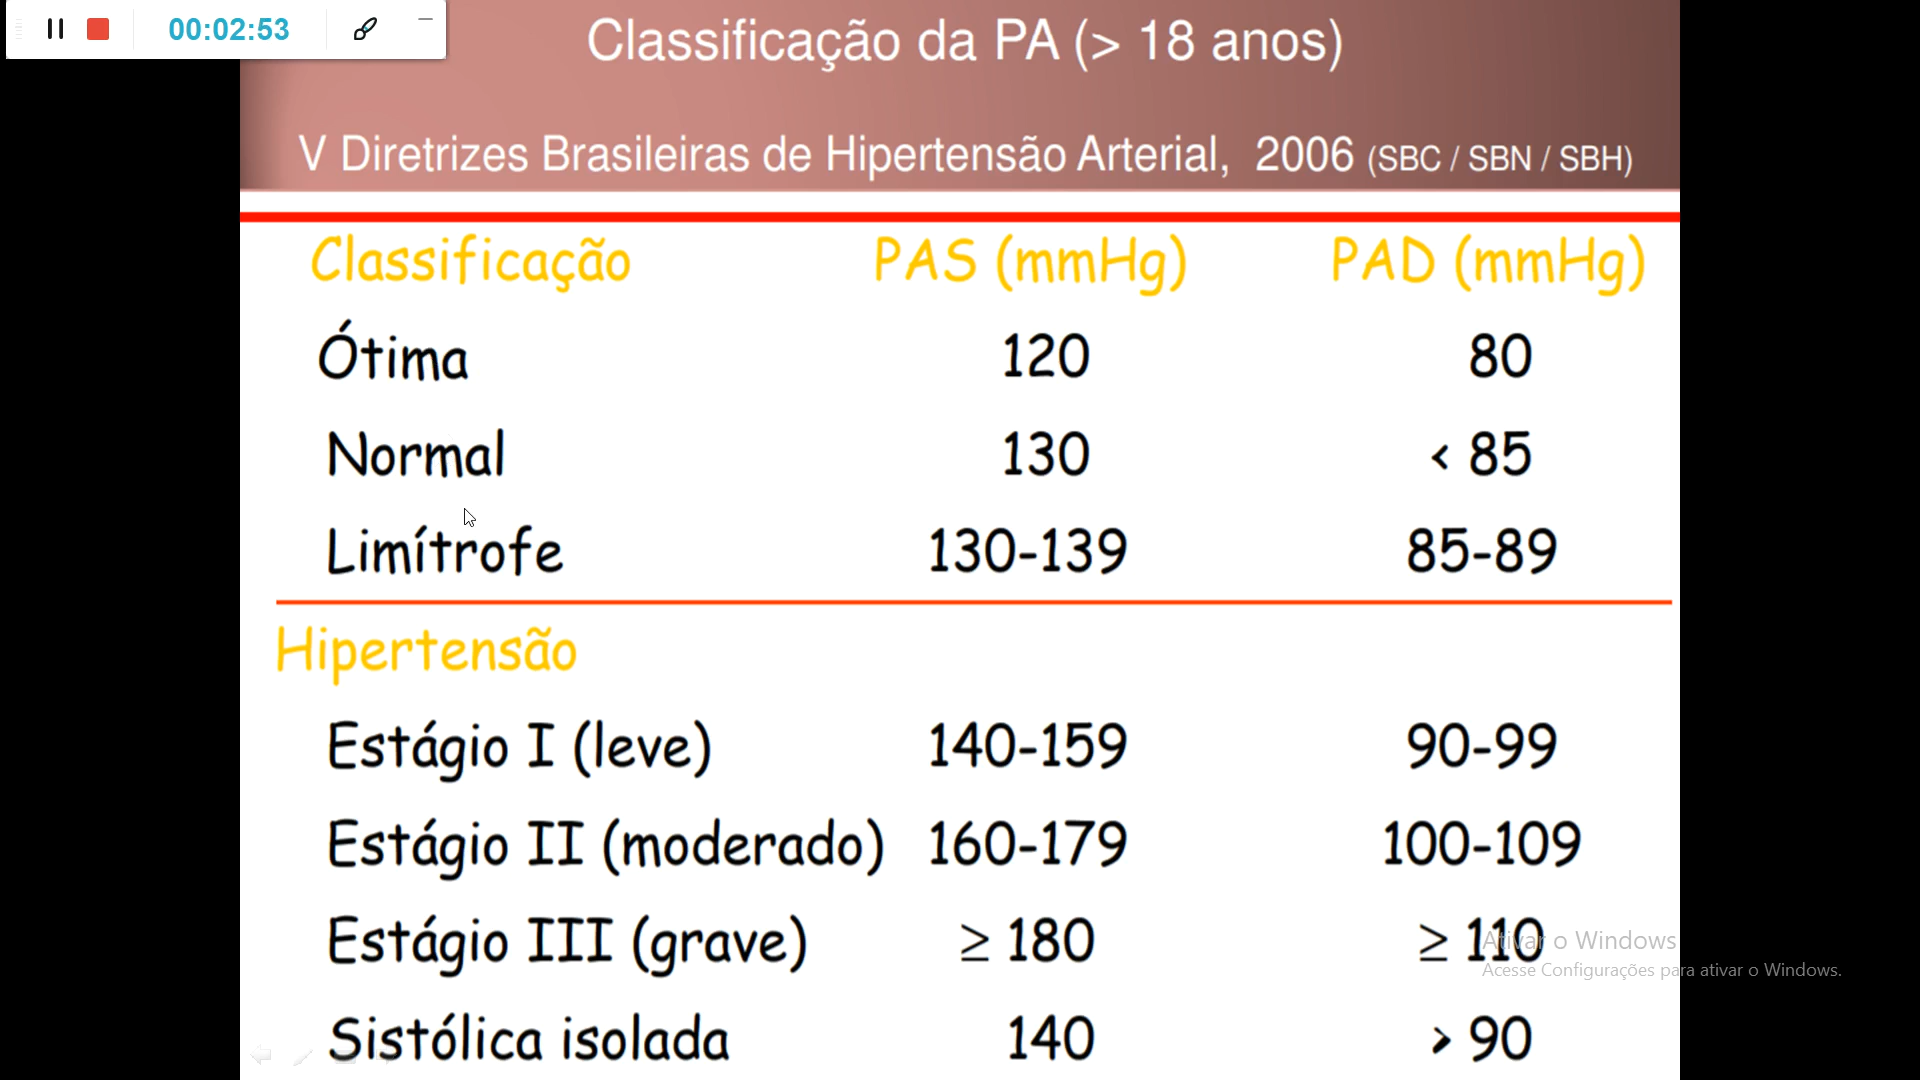 00:02:53
Classificação da PA (> 18 anos)
V Diretrizes Brasileiras de Hipertensão Arterial, 2006 (SBC / SBN / SBH)
Classificação PAS (mmHg) PAD (mmHg)
Ótima 120 80
Normal 130 < 85
Limítrofe 130-139 85-89
Hipertensão
Estágio I (leve) 140-159 90-99
Estágio II (moderado) 160-179 100-109
Estágio III (grave) ≥ 180 ≥ 110
Ativar o Windows
Acesse Configurações para ativar o Windows.
Sistólica isolada 140 > 90